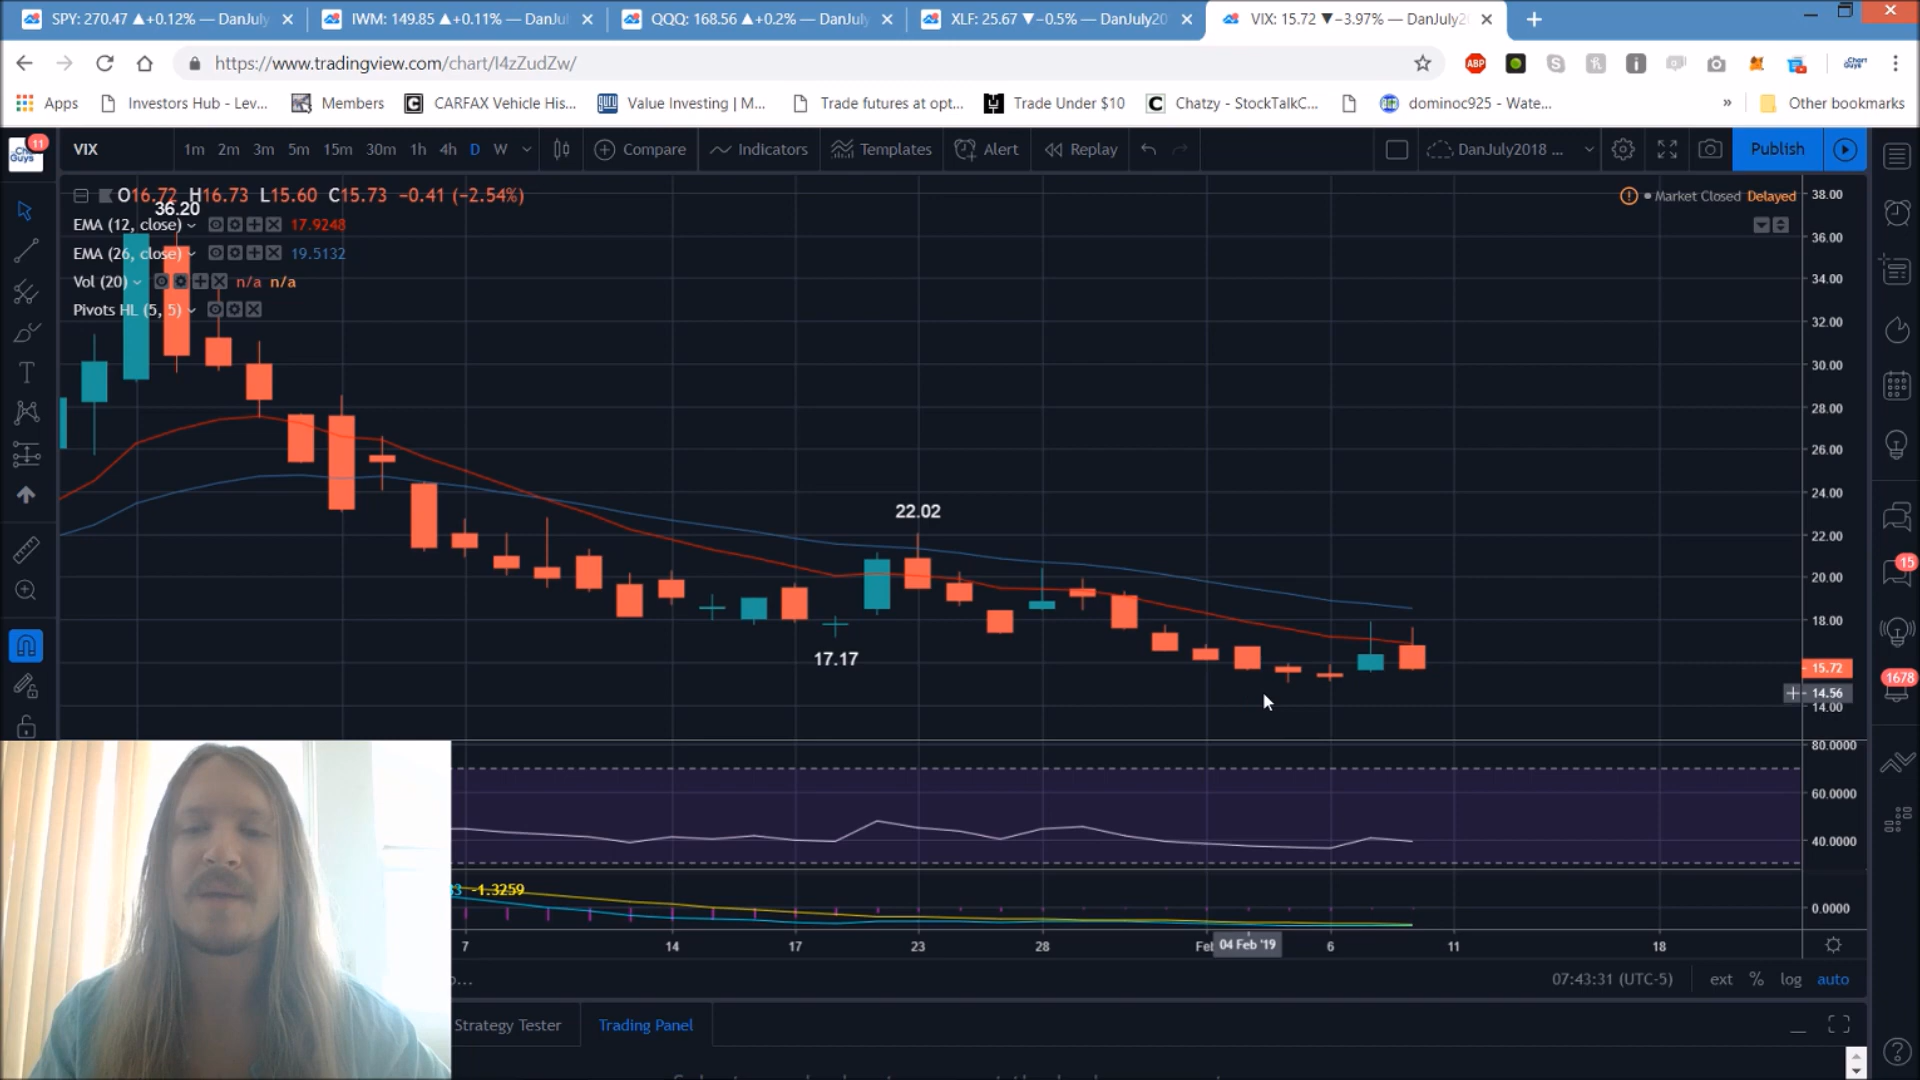 SPY: 270.47 ▲+0.12% — DanJuly
IWM: 149.85 ▲+0.11% — DanJul
QQQ: 168.56 ▲+0.2% — DanJuly
XLF: 25.67 ▼−0.5% — DanJuly20
VIX: 15.72 ▼−3.97% — DanJuly2
https://www.tradingview.com/chart/I4zZudZw/
ABP
Apps
Investors Hub - Lev...
Members
CARFAX Vehicle His...
guru
Value Investing | M...
Trade futures at opt...
Trade Under $10
Chatzy - StockTalkC...
dominoc925 - Wate...
»
Other bookmarks
11
VIX
1m 2m 3m 5m 15m 30m 1h 4h D W
Compare
Indicators
Templates
Alert
Replay
DanJuly2018 ...
Publish
O16.72 H16.73 L15.60 C15.73 −0.41 (−2.54%)
36.20
Market Closed Delayed
EMA (12, close) 17.9248
EMA (26, close) 19.5132
Vol (20) n/a n/a
Pivots HL (5, 5)
22.02
17.17
38.00
36.00
34.00
32.00
30.00
28.00
26.00
24.00
22.00
20.00
18.00
15.72
14.56
14.00
80.0000
60.0000
40.0000
0.0000
15
1678
-1.3259
7 14 17 23 28 Fel 04 Feb '19 6 11 18
07:43:31 (UTC-5)
ext % log auto
Strategy Tester
Trading Panel